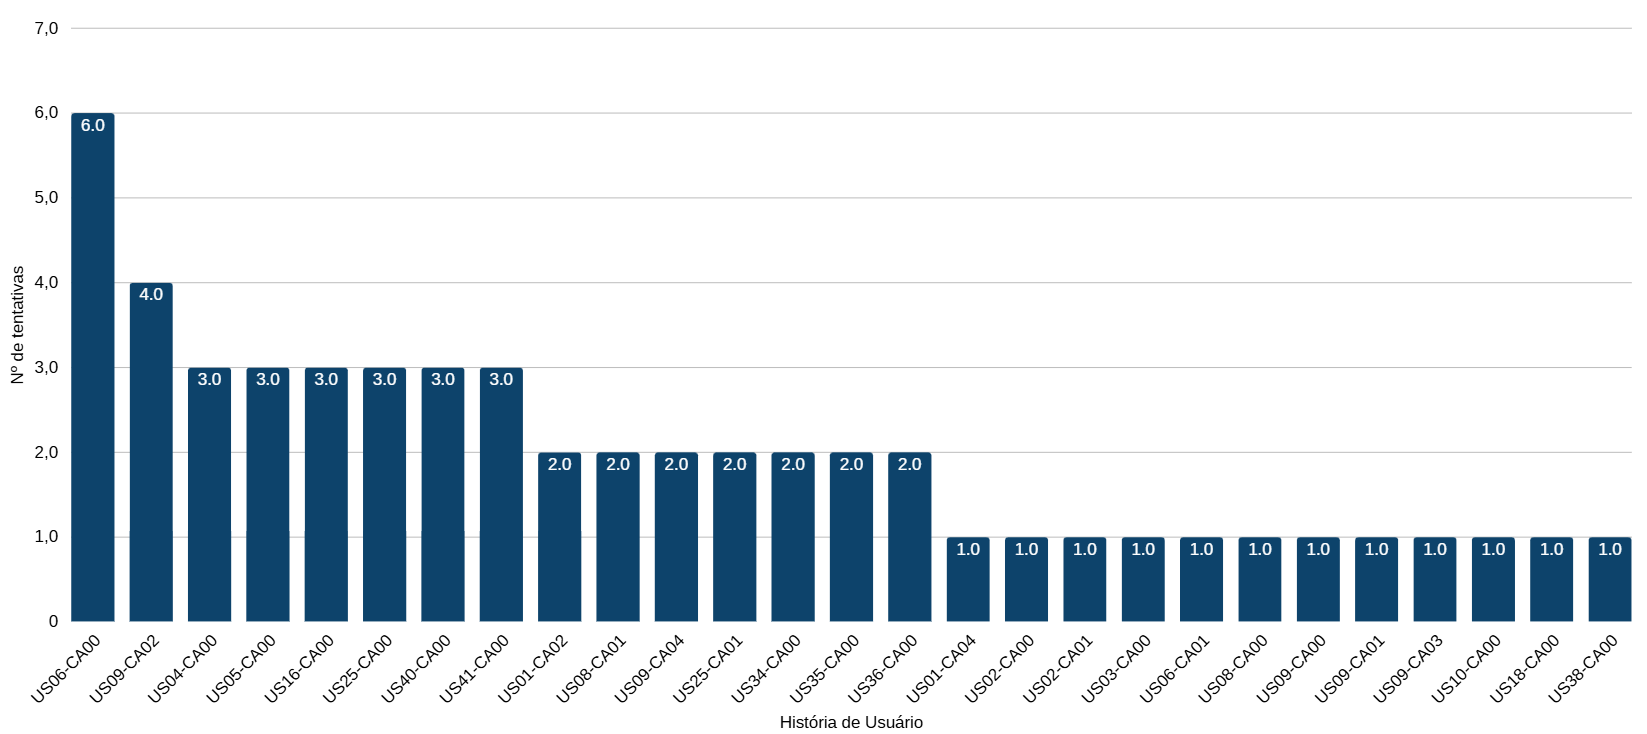 7,0
6,0
5,0
4,0
3,0
2,0
1,0
0
Nº de tentativas
6.0
4.0
3.0 3.0 3.0 3.0 3.0 3.0
2.0 2.0 2.0 2.0 2.0 2.0 2.0
1.0 1.0 1.0 1.0 1.0 1.0 1.0 1.0 1.0 1.0 1.0 1.0
US06-CA00
US09-CA02
US04-CA00
US05-CA00
US16-CA00
US25-CA00
US40-CA00
US41-CA00
US01-CA02
US08-CA01
US09-CA04
US25-CA01
US34-CA00
US35-CA00
US36-CA00
US01-CA04
US02-CA00
US02-CA01
US03-CA00
US06-CA01
US08-CA00
US09-CA00
US09-CA01
US09-CA03
US10-CA00
US18-CA00
US38-CA00
História de Usuário